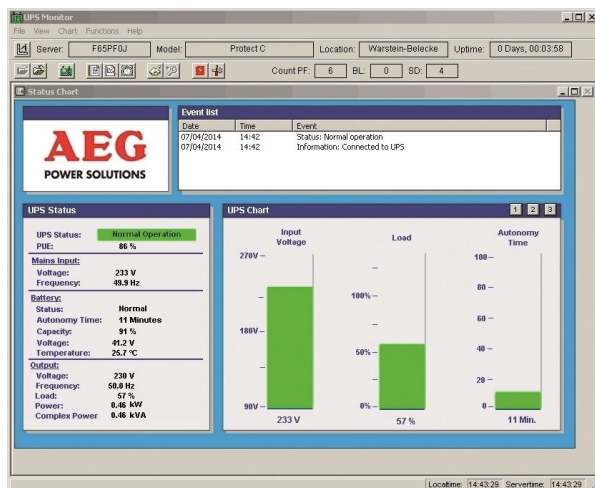 UPS Monitor
File View Chart Functions Help
Server: F65PF0J Model: Protect C Location: Warstein-Belecke Uptime: 0 Days, 00:03:58
Count PF: 6 BL: 0 SD: 4
Status Chart
AEG
POWER SOLUTIONS
Event list
Date Time Event
07/04/2014 14:42 Status: Normal operation
07/04/2014 14:42 Information: Connected to UPS
UPS Status
UPS Status: Normal Operation
PUE: 86 %
Mains Input:
Voltage: 233 V
Frequency: 49.9 Hz
Battery:
Status: Normal
Autonomy Time: 11 Minutes
Capacity: 91 %
Voltage: 41.2 V
Temperature: 25.7 °C
Output:
Voltage: 230 V
Frequency: 50.0 Hz
Load: 57 %
Power: 0.46 kW
Complex Power 0.46 kVA
UPS Chart 1 2 3
Input
Voltage
270V
180V
90V
233 V
Load
100%
50%
0%
57 %
Autonomy
Time
100
80
60
40
20
0
11 Min.
Localtime: 14:43:29 Servertime: 14:43:29